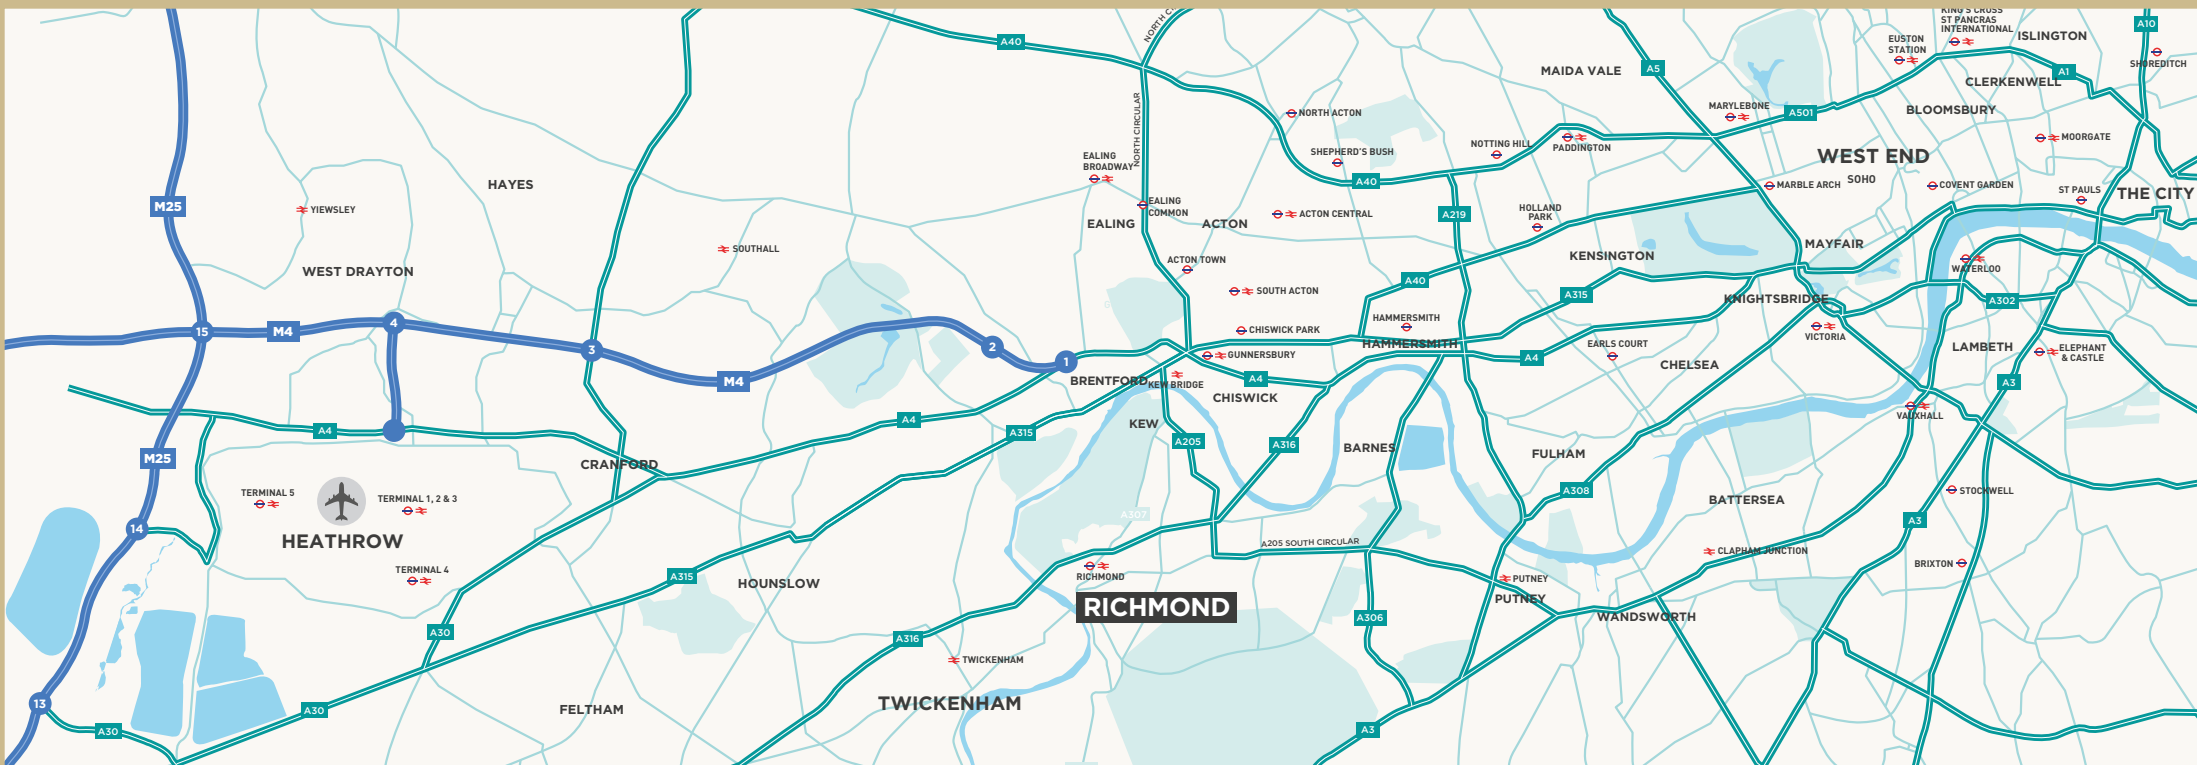 KING'S CROSS
ST PANCRAS
INTERNATIONAL
ISLINGTON
A10
EUSTON
STATION
SHOREDITCH
NORTH C
A40
A5
MAIDA VALE
A1
CLERKENWELL
BLOOMSBURY
MARYLEBONE
A501
NORTH CIRCULAR
NORTH ACTON
MOORGATE
EALING
BROADWAY
SHEPHERD'S BUSH
NOTTING HILL
PADDINGTON
WEST END
SOHO
HAYES
A40
MARBLE ARCH
COVENT GARDEN
ST PAULS
THE CITY
M25
YIEWSLEY
EALING
COMMON
ACTON CENTRAL
A219
HOLLAND
PARK
EALING
ACTON
SOUTHALL
MAYFAIR
KENSINGTON
WEST DRAYTON
ACTON TOWN
WATERLOO
A40
SOUTH ACTON
A315
KNIGHTSBRIDGE
A302
HAMMERSMITH
15
M4
4
CHISWICK PARK
VICTORIA
3
2
1
GUNNERSBURY
HAMMERSMITH
A4
EARLS COURT
LAMBETH
ELEPHANT
& CASTLE
CHELSEA
M4
BRENTFORD
KEW BRIDGE
A4
A3
CHISWICK
VAUXHALL
A4
A4
A315
KEW
A205
A316
BARNES
FULHAM
M25
CRANFORD
TERMINAL 5
TERMINAL 1, 2 & 3
A308
STOCKWELL
BATTERSEA
A307
A3
14
HEATHROW
A205 SOUTH CIRCULAR
CLAPHAM JUNCTION
BRIXTON
TERMINAL 4
A315
HOUNSLOW
RICHMOND
PUTNEY
PUTNEY
RICHMOND
A306
WANDSWORTH
A30
A316
TWICKENHAM
13
A30
A30
FELTHAM
TWICKENHAM
A3